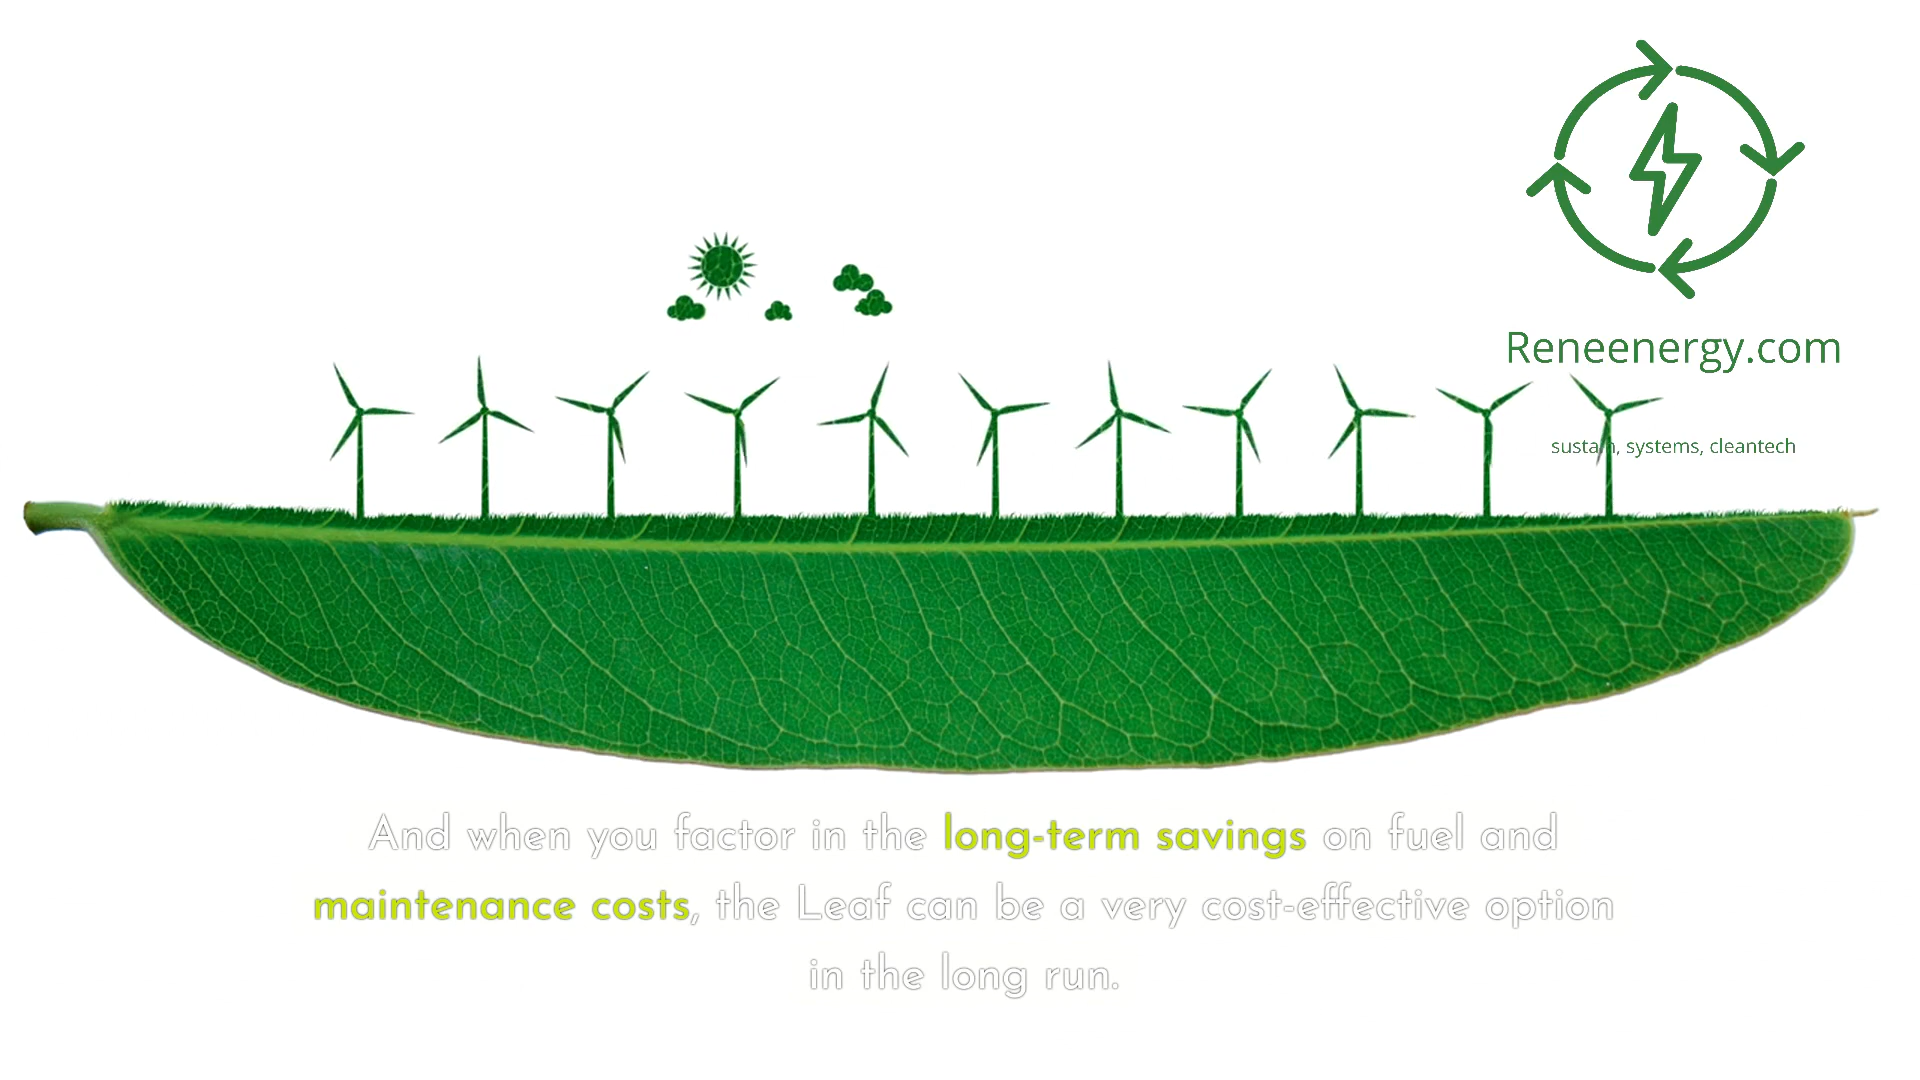 Reneenergy.com
sustain, systems, cleantech
And when you factor in the long-term savings on fuel and
maintenance costs, the Leaf can be a very cost-effective option
in the long run.